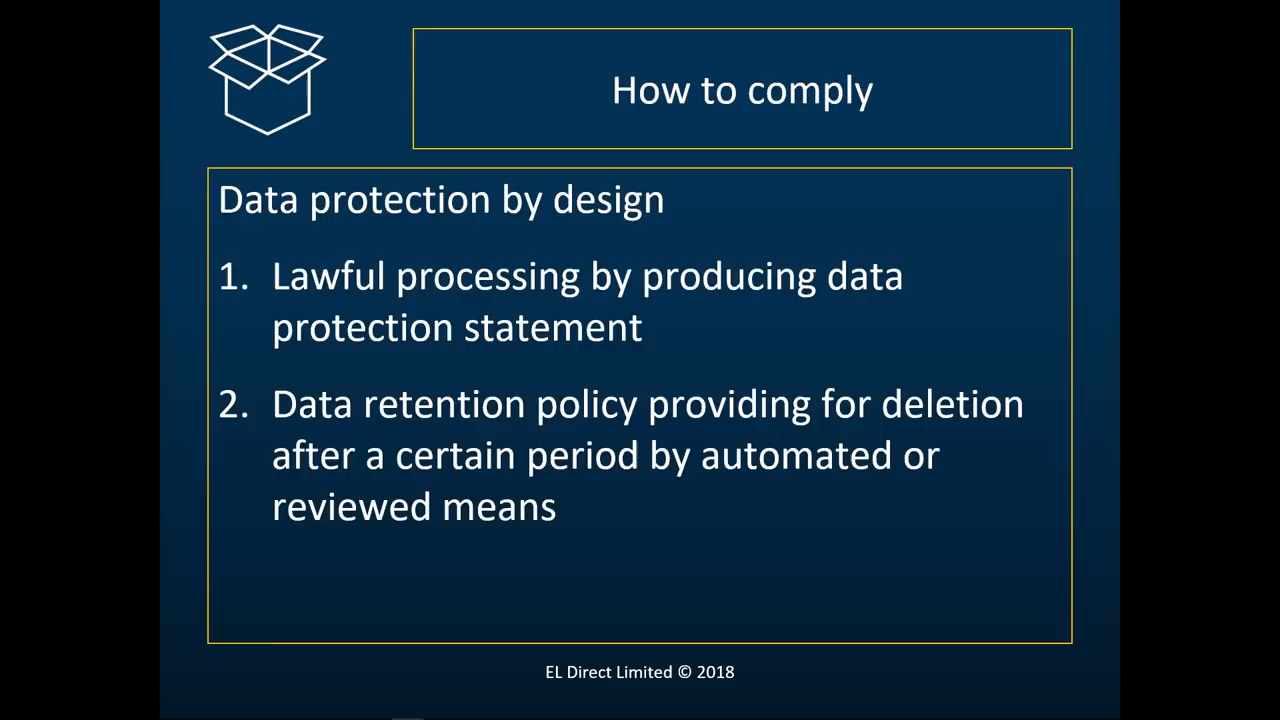 How to comply
Data protection by design
1. Lawful processing by producing data
protection statement
2. Data retention policy providing for deletion
after a certain period by automated or
reviewed means
EL Direct Limited © 2018